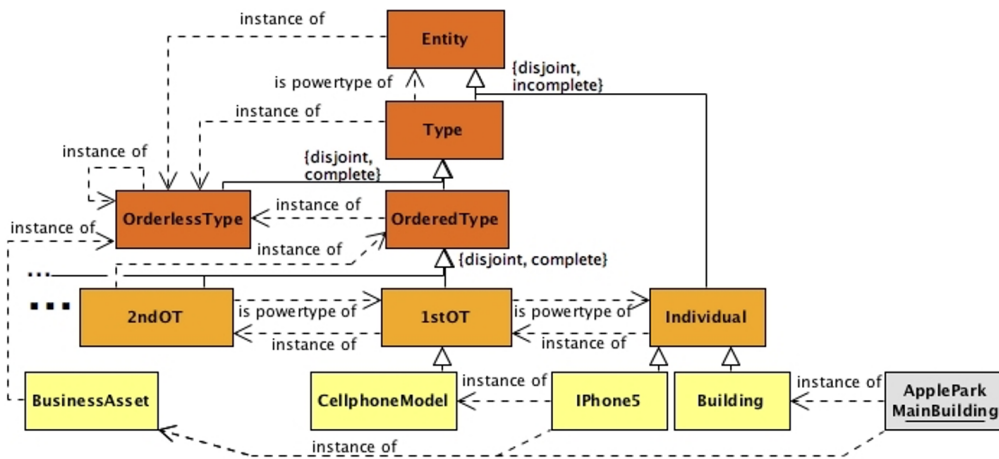 instance of
Entity
{disjoint,
incomplete}
is powertype of
instance of
Type
instance of
{disjoint,
complete}
OrderlessType
instance of
OrderedType
instance of
instance of
{disjoint, complete}
...
...
2ndOT
is powertype of
instance of
1stOT
is powertype of
instance of
Individual
BusinessAsset
CellphoneModel
instance of
IPhone5
Building
instance of
ApplePark
MainBuilding
instance of